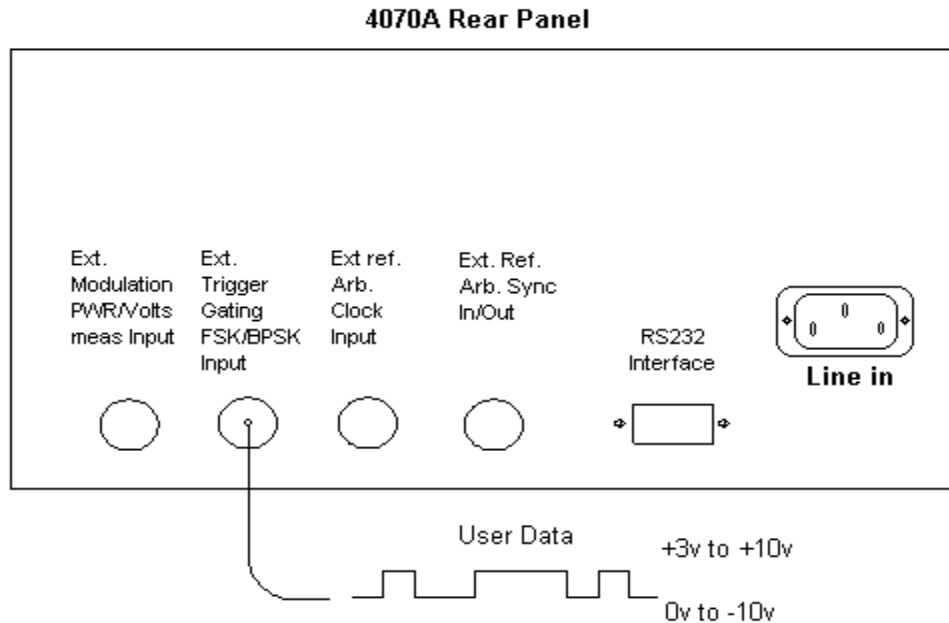 4070A Rear Panel
Ext.
Modulation
PWR/Volts
meas Input
Ext.
Trigger
Gating
FSK/BPSK
Input
Ext ref.
Arb.
Clock
Input
Ext. Ref.
Arb. Sync
In/Out
RS232
Interface
Line in
User Data
+3v to +10v
0v to -10v